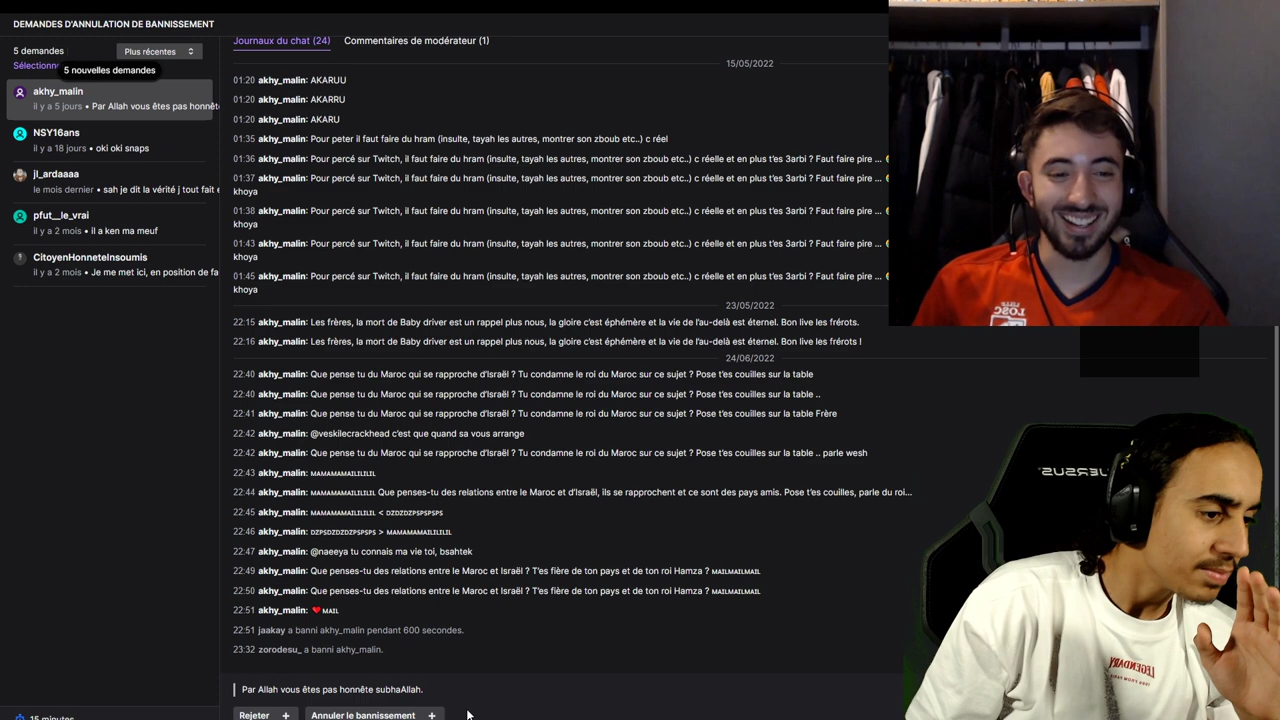 DEMANDES D'ANNULATION DE BANNISSEMENT
5 demandes
Plus récentes
Sélectionn
5 nouvelles demandes
akhy_malin
il y a 5 jours • Par Allah vous êtes pas honnêt
NSY16ans
il y a 18 jours • oki oki snaps
jl_ardaaaa
le mois dernier • sah je dit la vérité j tout fait e
pfut__le_vrai
il y a 2 mois • il a ken ma meuf
CitoyenHonneteInsoumis
il y a 2 mois • Je me met ici, en position de fa
15 minutes
Journaux du chat (24)
Commentaires de modérateur (1)
15/05/2022
01:20 akhy_malin: AKARUU
01:20 akhy_malin: AKARRU
01:20 akhy_malin: AKARU
01:35 akhy_malin: Pour peter il faut faire du hram (insulte, tayah les autres, montrer son zboub etc..) c réel
01:36 akhy_malin: Pour percé sur Twitch, il faut faire du hram (insulte, tayah les autres, montrer son zboub etc..) c réelle et en plus t'es 3arbi ? Faut faire pire ...
01:37 akhy_malin: Pour percé sur Twitch, il faut faire du hram (insulte, tayah les autres, montrer son zboub etc..) c réelle et en plus t'es 3arbi ? Faut faire pire ...
khoya
01:38 akhy_malin: Pour percé sur Twitch, il faut faire du hram (insulte, tayah les autres, montrer son zboub etc..) c réelle et en plus t'es 3arbi ? Faut faire pire ...
khoya
01:43 akhy_malin: Pour percé sur Twitch, il faut faire du hram (insulte, tayah les autres, montrer son zboub etc..) c réelle et en plus t'es 3arbi ? Faut faire pire ...
khoya
01:45 akhy_malin: Pour percé sur Twitch, il faut faire du hram (insulte, tayah les autres, montrer son zboub etc..) c réelle et en plus t'es 3arbi ? Faut faire pire ...
khoya
23/05/2022
22:15 akhy_malin: Les frères, la mort de Baby driver est un rappel plus nous, la gloire c'est éphémère et la vie de l'au-delà est éternel. Bon live les frérots.
22:16 akhy_malin: Les frères, la mort de Baby driver est un rappel plus nous, la gloire c'est éphémère et la vie de l'au-delà est éternel. Bon live les frérots !
24/06/2022
22:40 akhy_malin: Que pense tu du Maroc qui se rapproche d'Israël ? Tu condamne le roi du Maroc sur ce sujet ? Pose t'es couilles sur la table
22:40 akhy_malin: Que pense tu du Maroc qui se rapproche d'Israël ? Tu condamne le roi du Maroc sur ce sujet ? Pose t'es couilles sur la table ..
22:41 akhy_malin: Que pense tu du Maroc qui se rapproche d'Israël ? Tu condamne le roi du Maroc sur ce sujet ? Pose t'es couilles sur la table Frère
22:42 akhy_malin: @veskilecrackhead c'est que quand sa vous arrange
22:42 akhy_malin: Que pense tu du Maroc qui se rapproche d'Israël ? Tu condamne le roi du Maroc sur ce sujet ? Pose t'es couilles sur la table .. parle wesh
22:43 akhy_malin: ᴍᴀᴍᴀᴍᴀᴍᴀɪʟɪʟɪʟɪʟ
22:44 akhy_malin: ᴍᴀᴍᴀᴍᴀᴍᴀɪʟɪʟɪʟɪʟ Que penses-tu des relations entre le Maroc et d'Israël, ils se rapprochent et ce sont des pays amis. Pose t'es couilles, parle du roi...
22:45 akhy_malin: ᴍᴀᴍᴀᴍᴀᴍᴀɪʟɪʟɪʟɪʟ < ᴅᴢᴅᴢᴅᴢᴘsᴘsᴘsᴘs
22:46 akhy_malin: ᴅᴢᴘsᴅᴢᴅᴢᴅᴢᴘsᴘsᴘs > ᴍᴀᴍᴀᴍᴀᴍᴀɪʟɪʟɪʟɪʟ
22:47 akhy_malin: @naeeya tu connais ma vie toi, bsahtek
22:49 akhy_malin: Que penses-tu des relations entre le Maroc et Israël ? T'es fière de ton pays et de ton roi Hamza ? ᴍᴀɪʟᴍᴀɪʟᴍᴀɪʟ
22:50 akhy_malin: Que penses-tu des relations entre le Maroc et Israël ? T'es fière de ton pays et de ton roi Hamza ? ᴍᴀɪʟᴍᴀɪʟᴍᴀɪʟ
22:51 akhy_malin: ❤️ ᴍᴀɪʟ
22:51 jaakay a banni akhy_malin pendant 600 secondes.
23:32 zorodesu_ a banni akhy_malin.
Par Allah vous êtes pas honnête subhaAllah.
Rejeter +
Annuler le bannissement +
LOSC
VERSUS
LEGENDARY